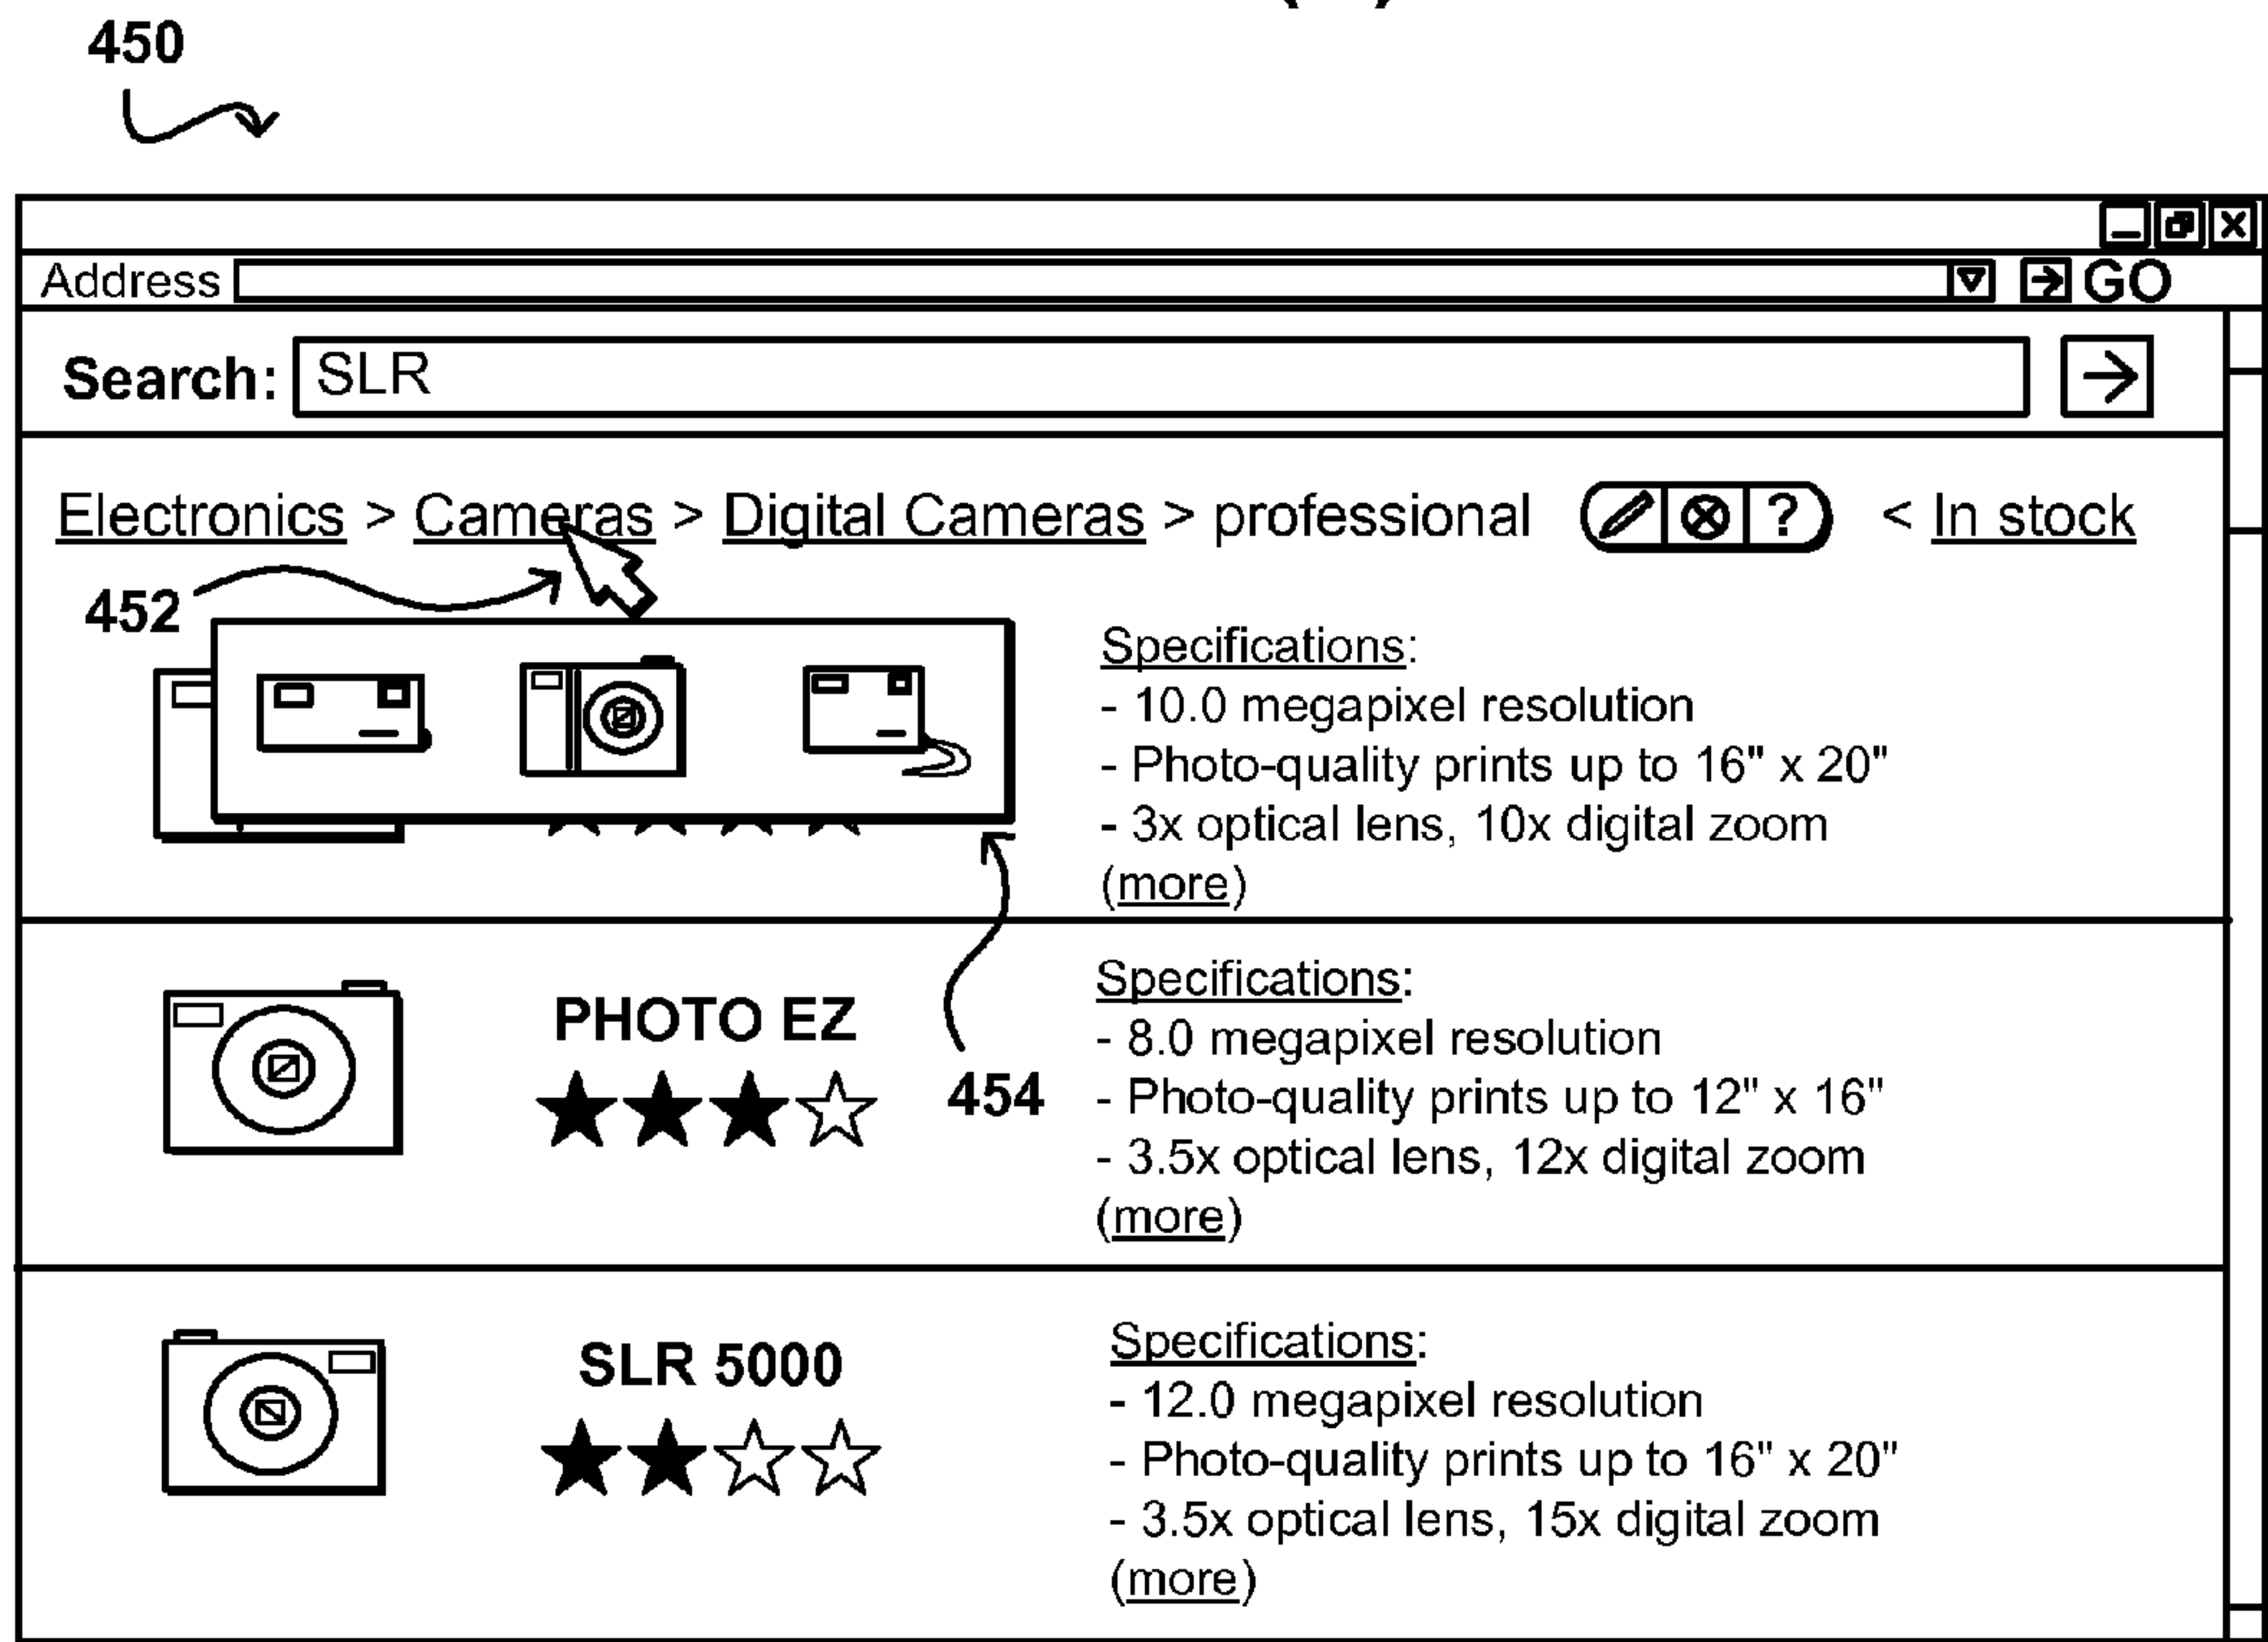 450
Address GO
Search: SLR
Electronics > Cameras > Digital Cameras > professional ? < In stock
452
Specifications:
- 10.0 megapixel resolution
- Photo-quality prints up to 16" x 20"
- 3x optical lens, 10x digital zoom
(more)
PHOTO EZ
454
Specifications:
- 8.0 megapixel resolution
- Photo-quality prints up to 12" x 16"
- 3.5x optical lens, 12x digital zoom
(more)
SLR 5000
Specifications:
- 12.0 megapixel resolution
- Photo-quality prints up to 16" x 20"
- 3.5x optical lens, 15x digital zoom
(more)